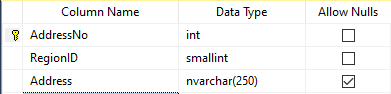 Column Name Data Type Allow Nulls
AddressNo int
RegionID smallint
Address nvarchar(250)